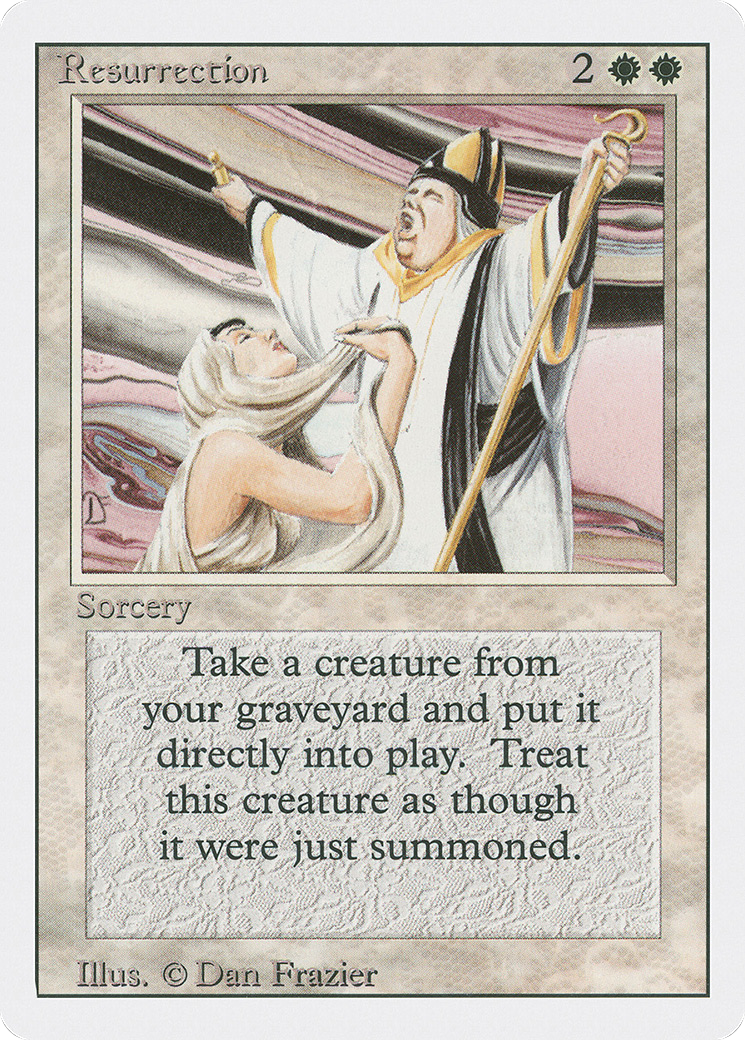 Resurrection 2
Sorcery
Take a creature from
your graveyard and put it
directly into play. Treat
this creature as though
it were just summoned.
Illus. © Dan Frazier